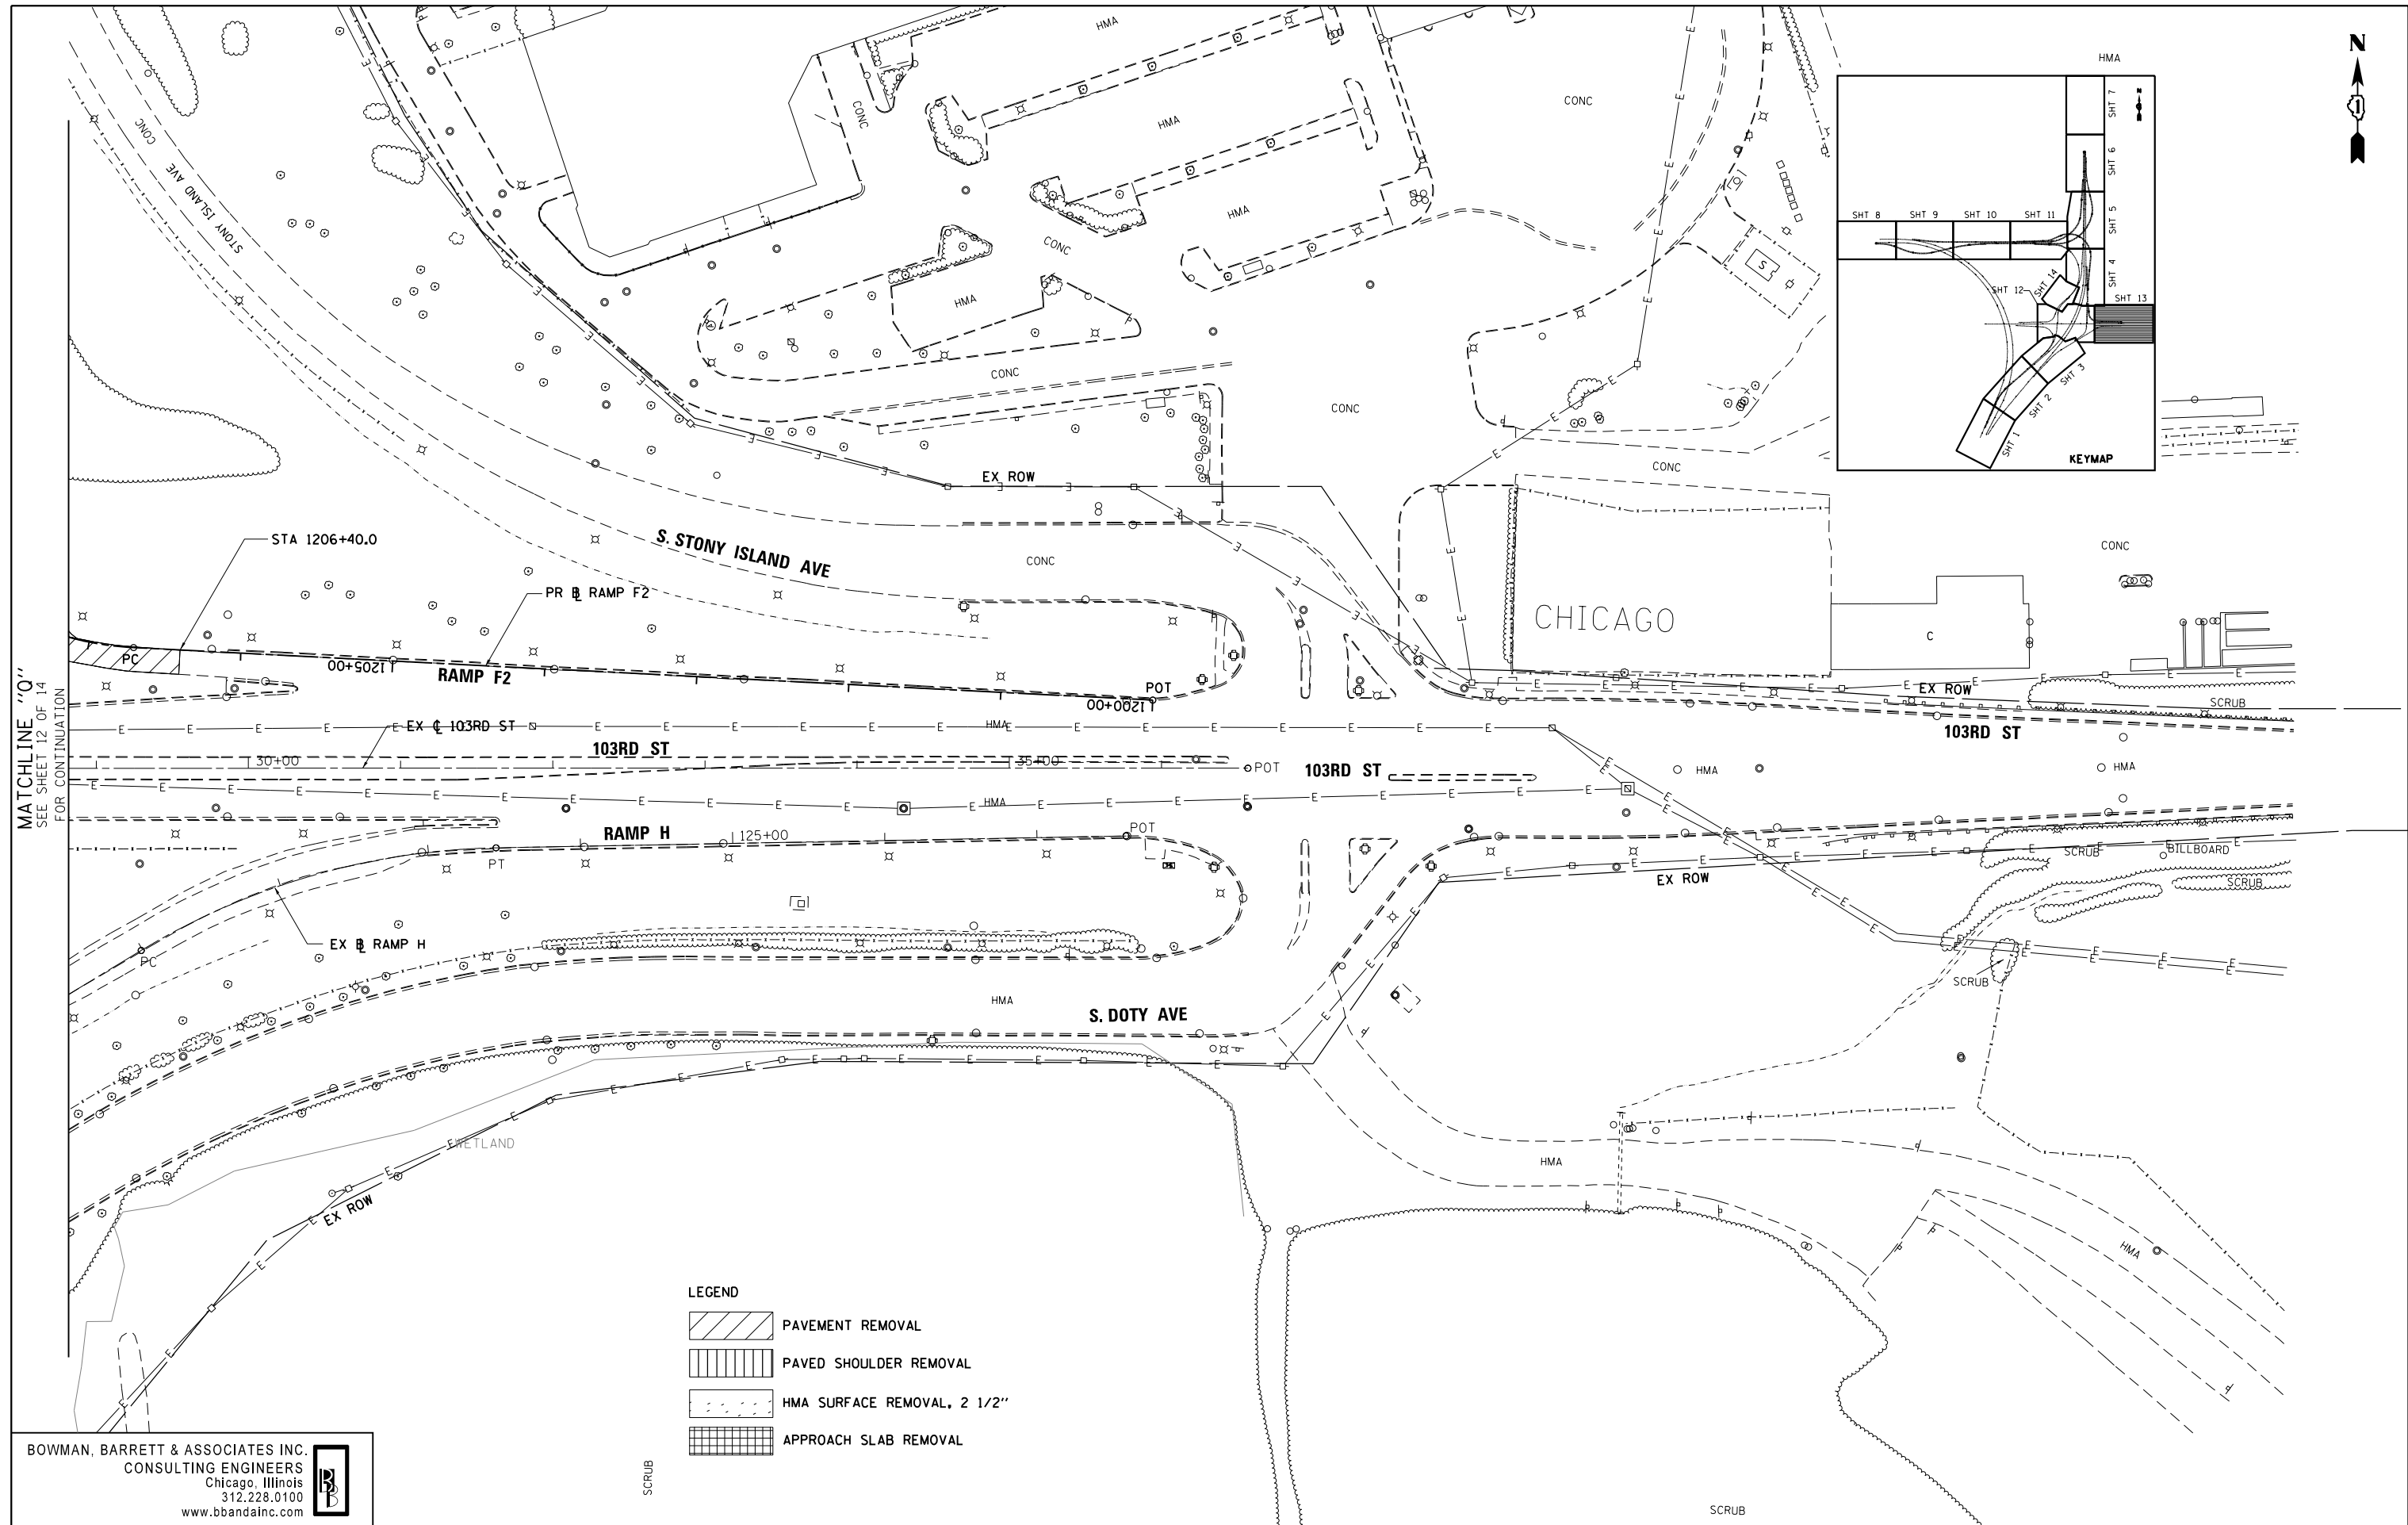 HMA
N
1
HMA
CONC
HMA
CONC
STONY ISLAND AVE
CONC
HMA
CONC
HMA
S
CONC
CONC
CONC
EX ROW
STA 1206+40.0
S. STONY ISLAND AVE
CONC
CONC
PR BL RAMP F2
CHICAGO
C
PC
1205+00
RAMP F2
POT
1200+00
EX ROW
SCRUB
EX CL 103RD ST
HMA
103RD ST
103RD ST
30+00
35+00
POT
103RD ST
HMA
HMA
HMA
MATCHLINE "Q"
SEE SHEET 12 OF 14
FOR CONTINUATION
RAMP H
125+00
POT
PT
SCRUB
BILLBOARD
EX ROW
SCRUB
EX BL RAMP H
PC
SCRUB
HMA
S. DOTY AVE
WETLAND
HMA
EX ROW
HMA
SCRUB
SCRUB
SHT 7
N
SHT 6
SHT 5
SHT 8
SHT 9
SHT 10
SHT 11
SHT 4
SHT 14
SHT 12
SHT 13
SHT 3
SHT 2
SHT 1
KEYMAP
LEGEND
PAVEMENT REMOVAL
PAVED SHOULDER REMOVAL
HMA SURFACE REMOVAL, 2 1/2"
APPROACH SLAB REMOVAL
BOWMAN, BARRETT & ASSOCIATES INC.
CONSULTING ENGINEERS
Chicago, Illinois
312.228.0100
www.bbandainc.com